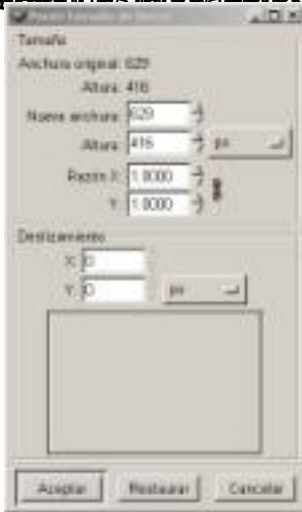 Tamaño
Anchura original: 629
Altura: 416
Nueva anchura: 629
Altura: 416 px
Razón X: 1.0000
Y: 1.0000
Deslizamiento
X: 0
Y: 0 px
Aceptar Restaurar Cancelar